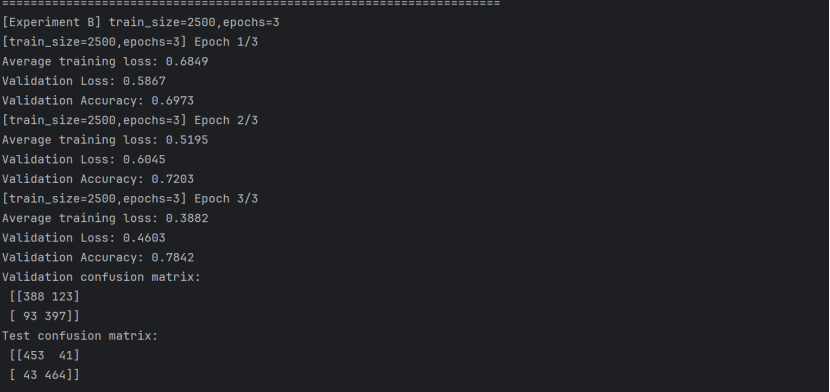 ======================================================================
[Experiment B] train_size=2500,epochs=3
[train_size=2500,epochs=3] Epoch 1/3
Average training loss: 0.6849
Validation Loss: 0.5867
Validation Accuracy: 0.6973
[train_size=2500,epochs=3] Epoch 2/3
Average training loss: 0.5195
Validation Loss: 0.6045
Validation Accuracy: 0.7203
[train_size=2500,epochs=3] Epoch 3/3
Average training loss: 0.3882
Validation Loss: 0.4603
Validation Accuracy: 0.7842
Validation confusion matrix:
 [[388 123]
 [ 93 397]]
Test confusion matrix:
 [[453  41]
 [ 43 464]]